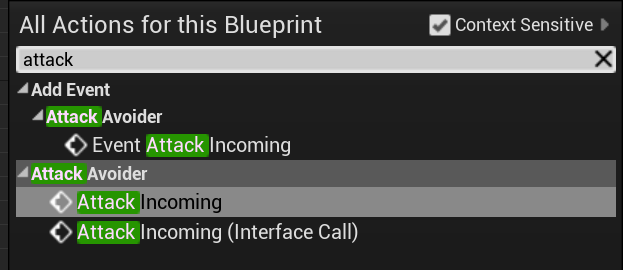 All Actions for this Blueprint Context Sensitive
attack
Add Event
Attack Avoider
Event Attack Incoming
Attack Avoider
Attack Incoming
Attack Incoming (Interface Call)